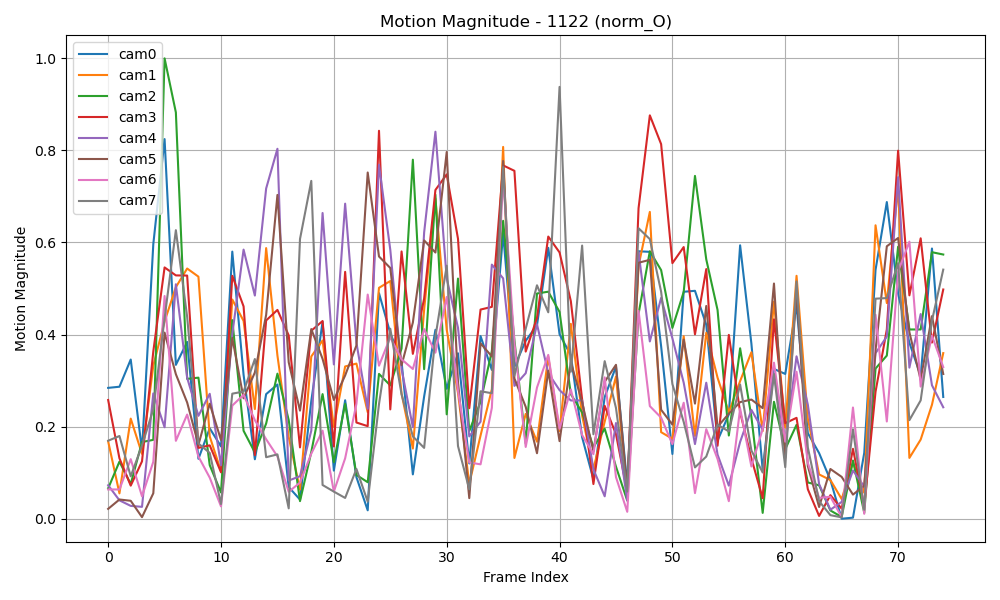 Motion Magnitude - 1122 (norm_O)
cam0
cam1
cam2
cam3
cam4
cam5
cam6
cam7
Motion Magnitude
1.0
0.8
0.6
0.4
0.2
0.0
0 10 20 30 40 50 60 70
Frame Index